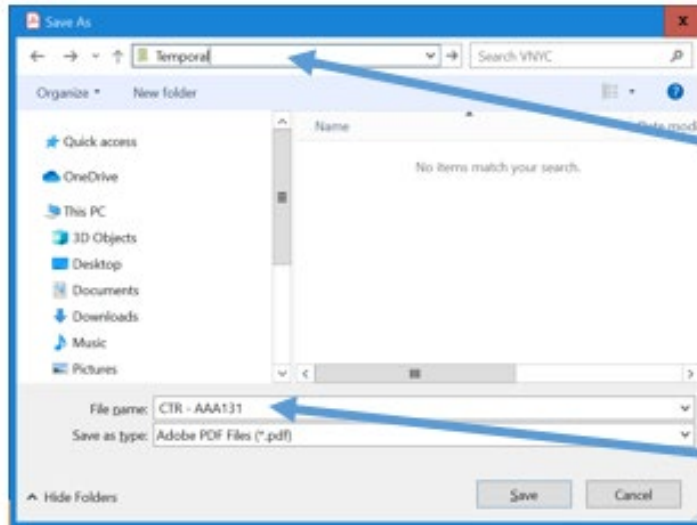 Save As
Temporal
Search VNYC
Organize
New folder
Name
Date modi
Quick access
No items match your search.
OneDrive
This PC
3D Objects
Desktop
Documents
Downloads
Music
Pictures
File name: CTR - AAA131
Save as type: Adobe PDF Files (*.pdf)
Hide Folders
Save
Cancel